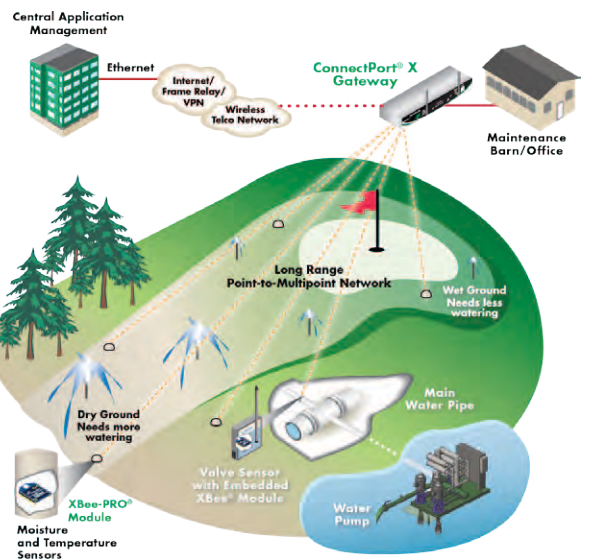 Central Application
Management
Ethernet
Internet/
Frame Relay/
VPN
Wireless
Telco Network
ConnectPort® X
Gateway
Maintenance
Barn/Office
Long Range
Point-to-Multipoint Network
Wet Ground
Needs less
watering
Dry Ground
Needs more
watering
Main
Water Pipe
Valve Sensor
with Embedded
XBee® Module
Water
Pump
XBee-PRO®
Module
Moisture
and Temperature
Sensors